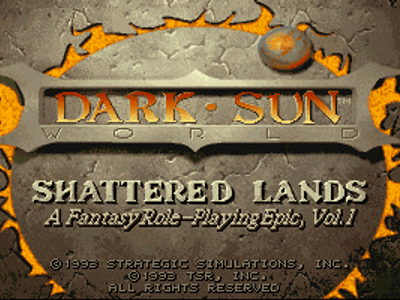 DARK • SUN™
WORLD
SHATTERED LANDS
A Fantasy Role-Playing Epic, Vol. 1
©1993 STRATEGIC SIMULATIONS, INC.
©1993 TSR, INC.
ALL RIGHTS RESERVED